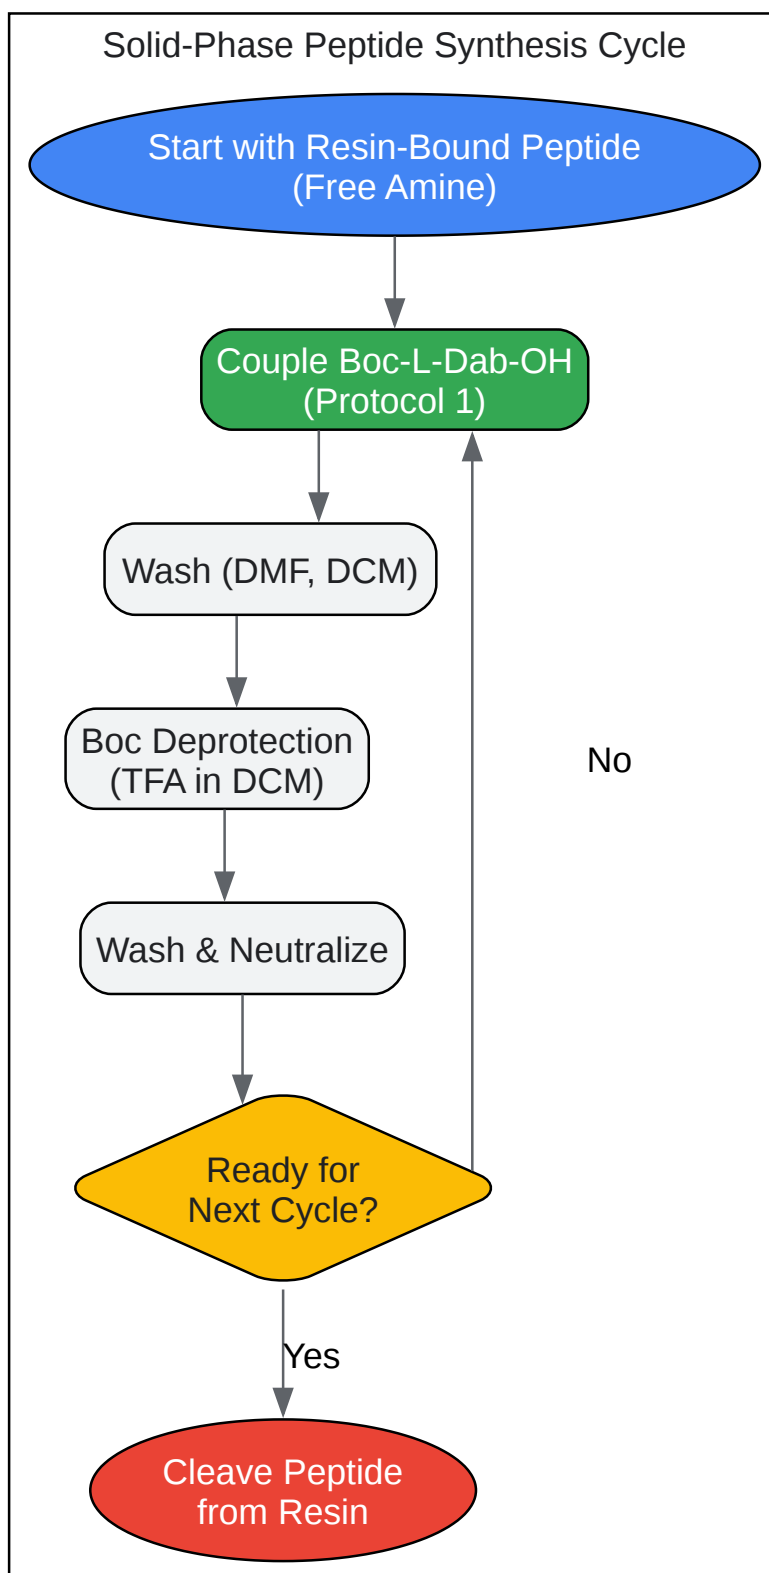 Solid-Phase Peptide Synthesis Cycle
Start with Resin-Bound Peptide
(Free Amine)
Couple Boc-L-Dab-OH
(Protocol 1)
Wash (DMF, DCM)
Boc Deprotection
(TFA in DCM)
No
Wash & Neutralize
Ready for
Next Cycle?
Yes
Cleave Peptide
from Resin